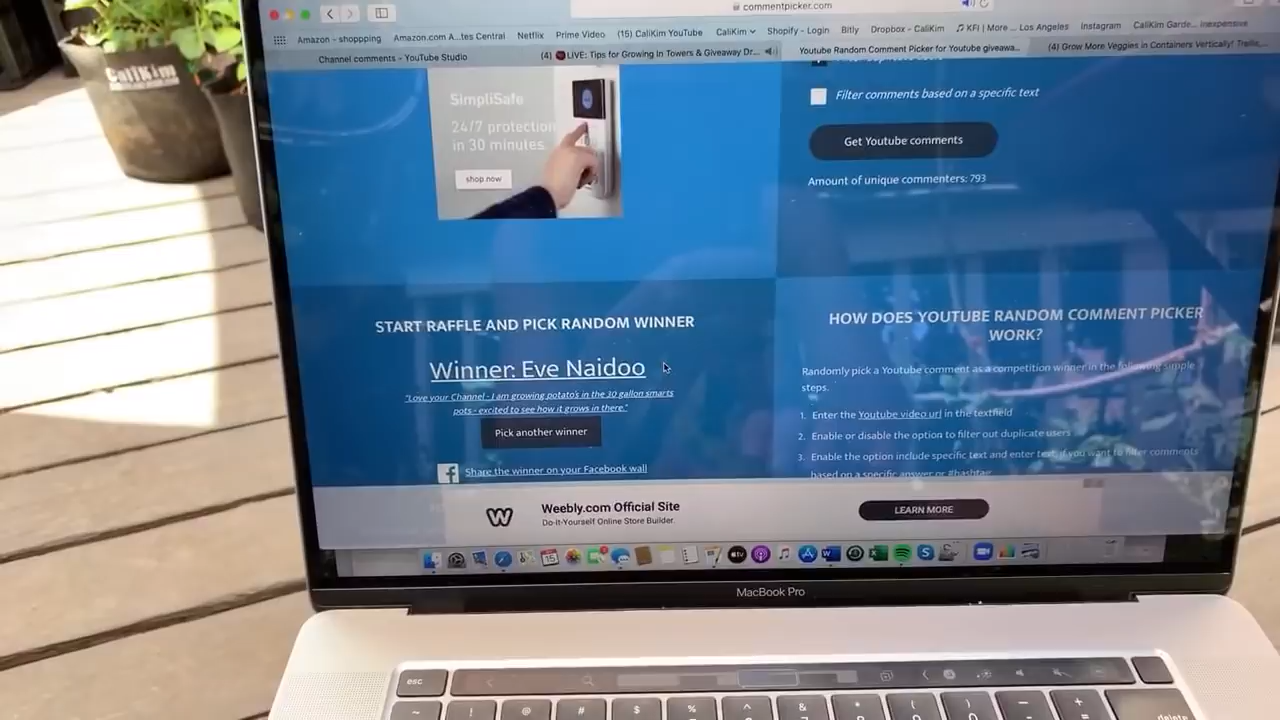 commentpicker.com
Amazon - shoppping
Amazon.com A...tes Central
Netflix
Prime Video
(15) CaliKim YouTube
CaliKim
Shopify - Login
Bitly
Dropbox - CaliKim
KFI | More ... Los Angeles
Instagram
CaliKim Garde... inexpensive
Channel comments - YouTube Studio
(4) LIVE: Tips for Growing In Towers & Giveaway Dr...
Youtube Random Comment Picker for Youtube giveawa...
(4) Grow More Veggies in Containers Vertically! Trellis,...
CaliKim
SimpliSafe
24/7 protection
in 30 minutes.
shop now
Filter comments based on a specific text
Get Youtube comments
Amount of unique commenters: 793
START RAFFLE AND PICK RANDOM WINNER
Winner: Eve Naidoo
"Love your Channel - I am growing potato's in the 30 gallon smarts
pots - excited to see how it grows in there."
Pick another winner
Share the winner on your Facebook wall
HOW DOES YOUTUBE RANDOM COMMENT PICKER
WORK?
Randomly pick a Youtube comment as a competition winner in the following simple
steps.
1. Enter the Youtube video url in the textfield
2. Enable or disable the option to filter out duplicate users
3. Enable the option include specific text and enter text if you want to filter comments
based on a specific answer or #hashtag
Weebly.com Official Site
Do-it-Yourself Online Store Builder.
LEARN MORE
15
MacBook Pro
esc
~ ! @ # $ % ^ & * ( ) — +
delete